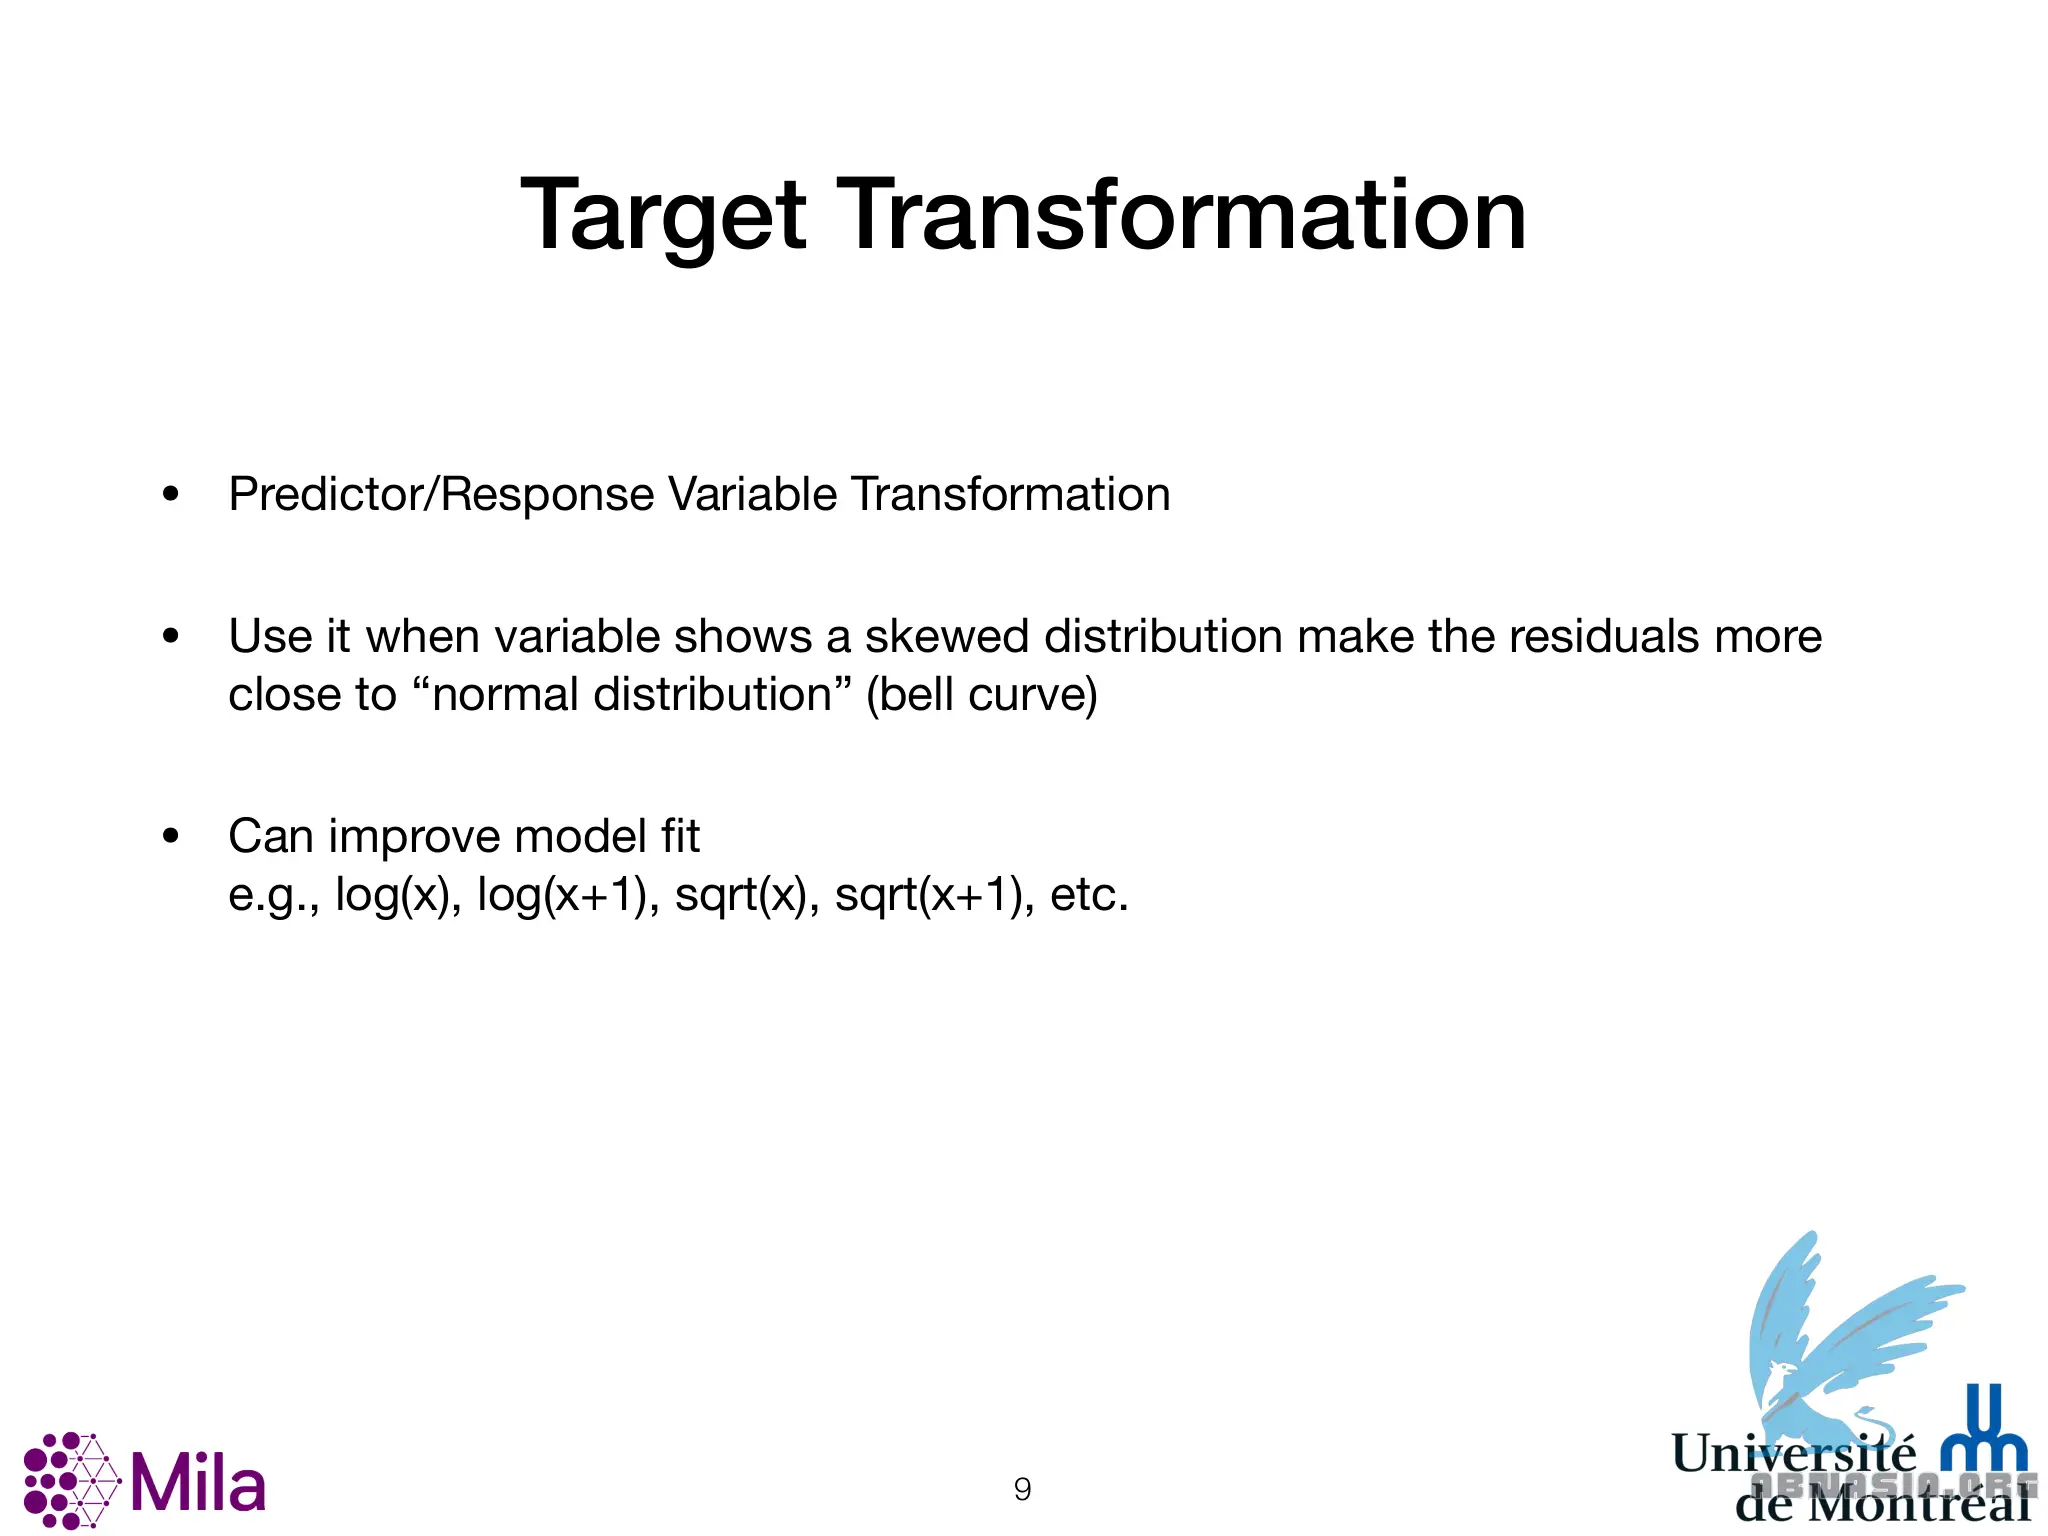 Target Transformation
• Predictor/Response Variable Transformation
• Use it when variable shows a skewed distribution make the residuals more
close to “normal distribution” (bell curve)
• Can improve model fit
e.g., log(x), log(x+1), sqrt(x), sqrt(x+1), etc.
Mila
9
Université
de Montréal
ABNASIA.ORG